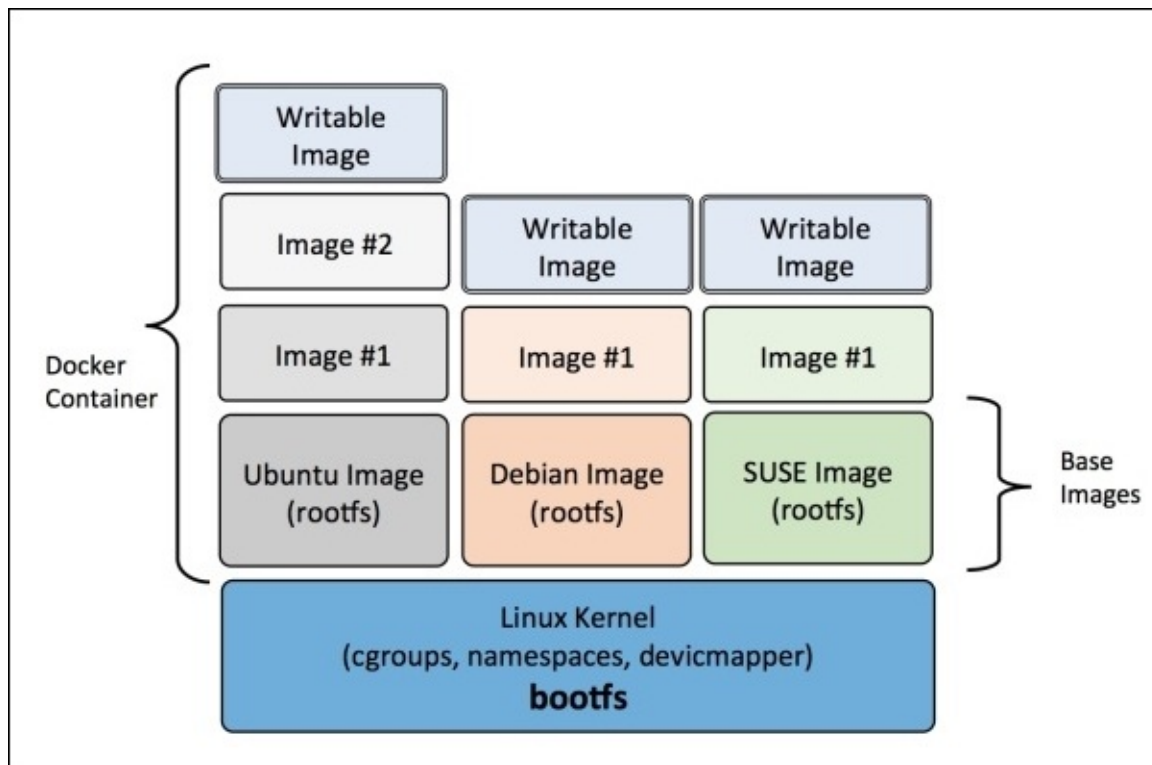 Writable
Image
Image #2
Writable
Image
Writable
Image
Docker
Container
Image #1
Image #1
Image #1
Ubuntu Image
(rootfs)
Debian Image
(rootfs)
SUSE Image
(rootfs)
Base
Images
Linux Kernel
(cgroups, namespaces, devicmapper)
bootfs